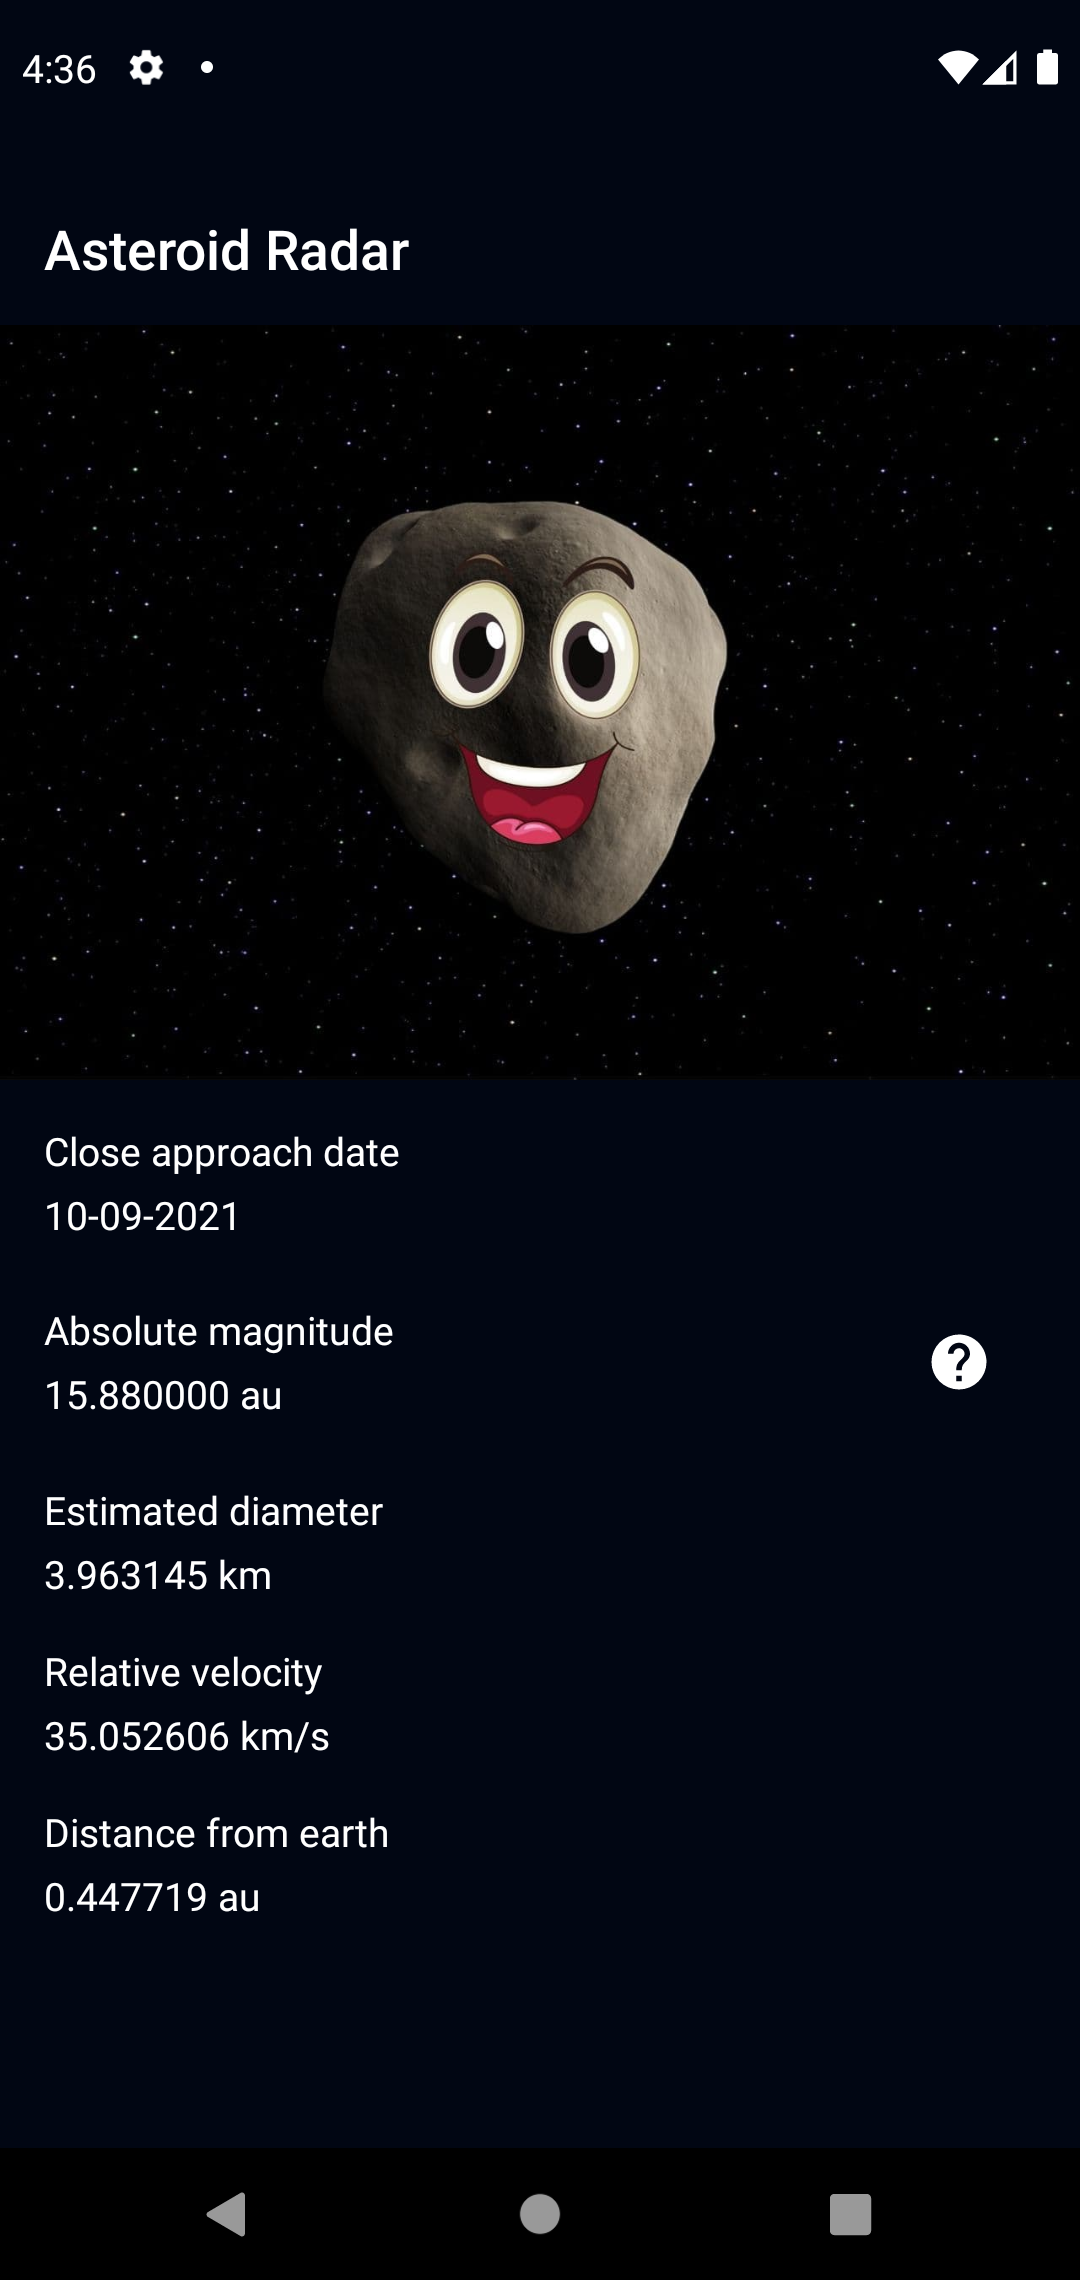 4:36
Asteroid Radar
Close approach date
10-09-2021
Absolute magnitude
15.880000 au
Estimated diameter
3.963145 km
Relative velocity
35.052606 km/s
Distance from earth
0.447719 au